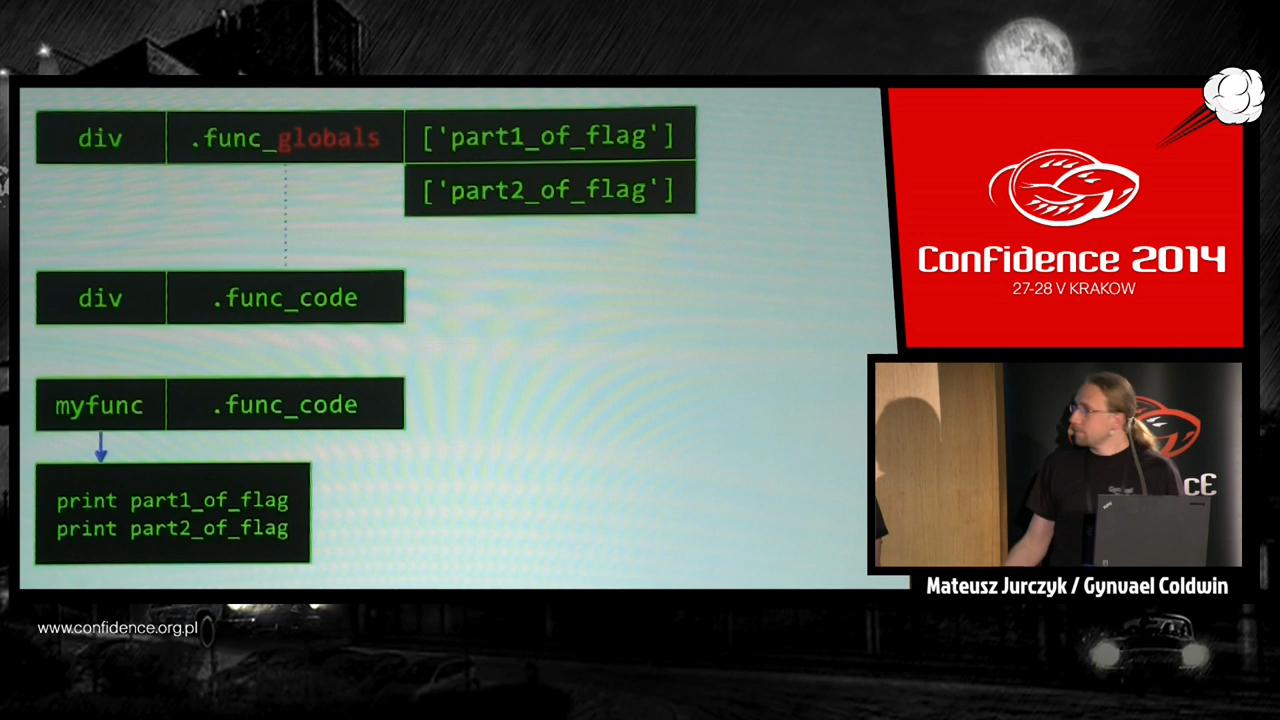 div .func_globals ['part1_of_flag']
['part2_of_flag']
div .func_code
myfunc .func_code
print part1_of_flag
print part2_of_flag
Confidence 2014
27-28 V KRAKOW
CE
Mateusz Jurczyk / Gynvael Coldwin
www.confidence.org.pl